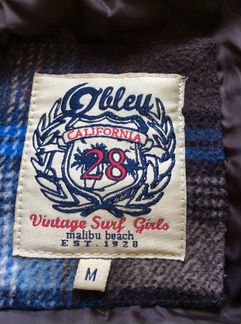 Obley
CALIFORNIA
28
Vintage Surf Girls
malibu beach
EST. 1928
M